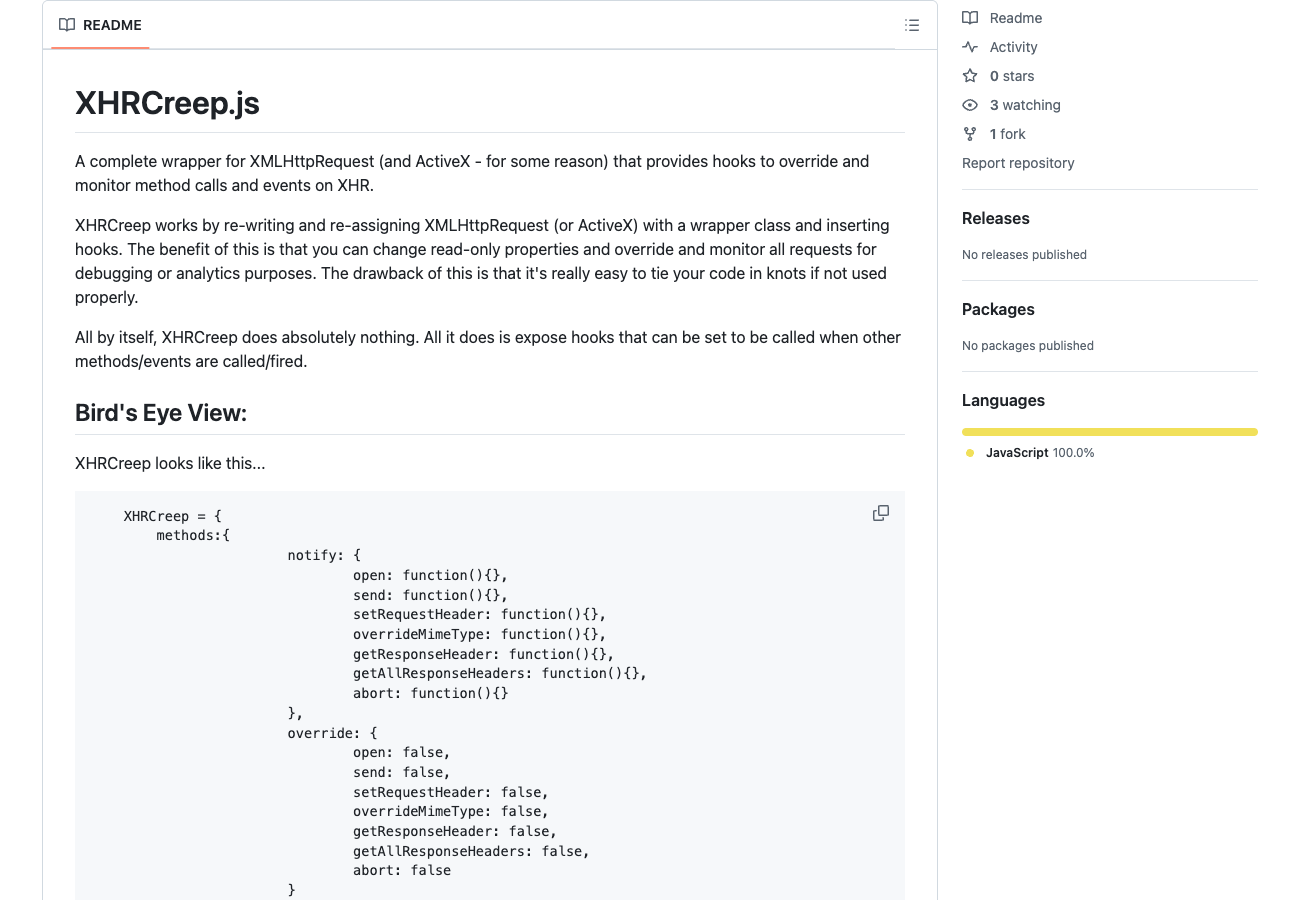 README
XHRCreep.js
A complete wrapper for XMLHttpRequest (and ActiveX - for some reason) that provides hooks to override and
monitor method calls and events on XHR.
XHRCreep works by re-writing and re-assigning XMLHttpRequest (or ActiveX) with a wrapper class and inserting
hooks. The benefit of this is that you can change read-only properties and override and monitor all requests for
debugging or analytics purposes. The drawback of this is that it's really easy to tie your code in knots if not used
properly.
All by itself, XHRCreep does absolutely nothing. All it does is expose hooks that can be set to be called when other
methods/events are called/fired.
Bird's Eye View:
XHRCreep looks like this...
XHRCreep = {
    methods:{
                    notify: {
                            open: function(){},
                            send: function(){},
                            setRequestHeader: function(){},
                            overrideMimeType: function(){},
                            getResponseHeader: function(){},
                            getAllResponseHeaders: function(){},
                            abort: function(){}
                    },
                    override: {
                            open: false,
                            send: false,
                            setRequestHeader: false,
                            overrideMimeType: false,
                            getResponseHeader: false,
                            getAllResponseHeaders: false,
                            abort: false
                    }
Readme
Activity
0 stars
3 watching
1 fork
Report repository
Releases
No releases published
Packages
No packages published
Languages
JavaScript 100.0%